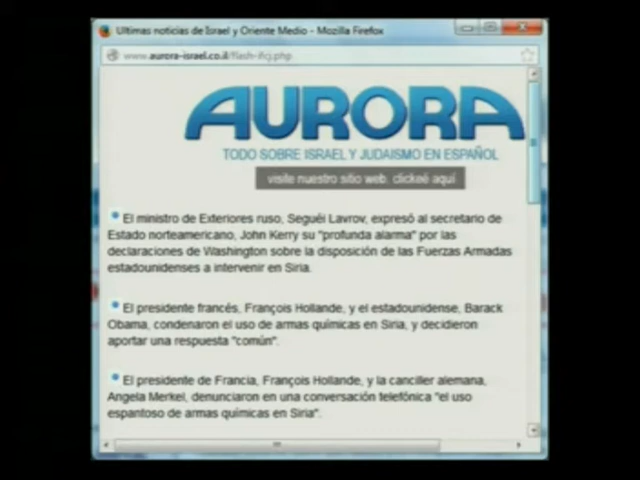 Ultimas noticias de Israel y Oriente Medio - Mozilla Firefox
www.aurora-israel.co.il/flash-ifcj.php
AURORA
TODO SOBRE ISRAEL Y JUDAISMO EN ESPAÑOL
visite nuestro sitio web. clickeé aquí
El ministro de Exteriores ruso, Seguéi Lavrov, expresó al secretario de
Estado norteamericano, John Kerry su "profunda alarma" por las
declaraciones de Washington sobre la disposición de las Fuerzas Armadas
estadounidenses a intervenir en Siria.
El presidente francés, François Hollande, y el estadounidense, Barack
Obama, condenaron el uso de armas químicas en Siria, y decidieron
aportar una respuesta "común".
El presidente de Francia, François Hollande, y la canciller alemana,
Angela Merkel, denunciaron en una conversación telefónica "el uso
espantoso de armas químicas en Siria".